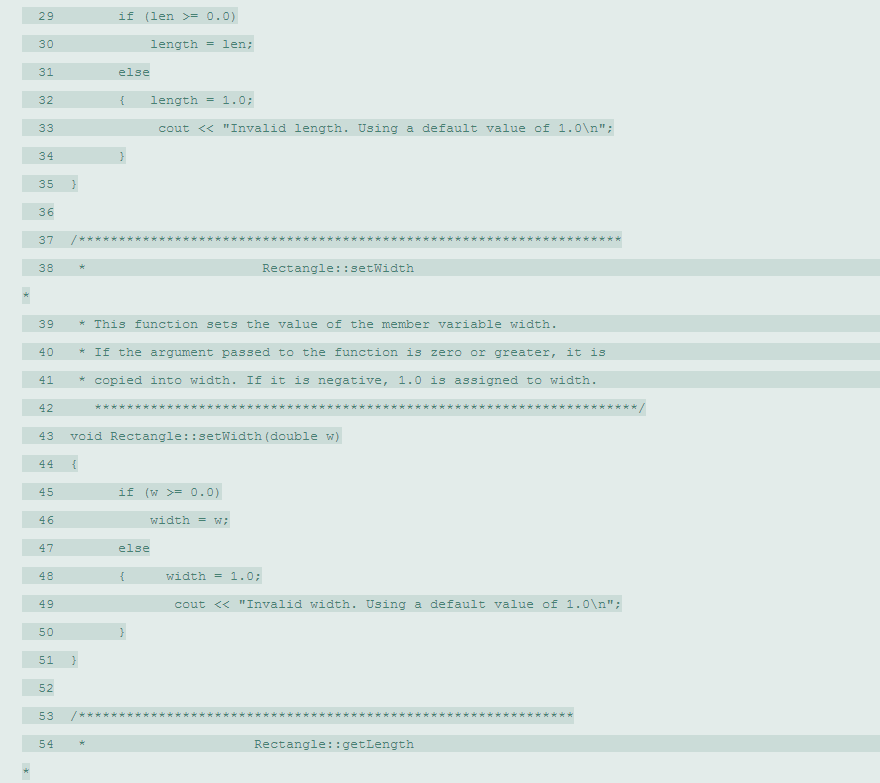 29        if (len >= 0.0)
30            length = len;
31        else
32        {   length = 1.0;
33             cout << "Invalid length. Using a default value of 1.0\n";
34        }
35  }
36
37  /********************************************************************
38   *                      Rectangle::setWidth
*
39   * This function sets the value of the member variable width.
40   * If the argument passed to the function is zero or greater, it is
41   * copied into width. If it is negative, 1.0 is assigned to width.
42     ********************************************************************/
43  void Rectangle::setWidth(double w)
44  {
45        if (w >= 0.0)
46            width = w;
47        else
48        {     width = 1.0;
49               cout << "Invalid width. Using a default value of 1.0\n";
50        }
51  }
52
53  /**************************************************************
54   *                     Rectangle::getLength
*